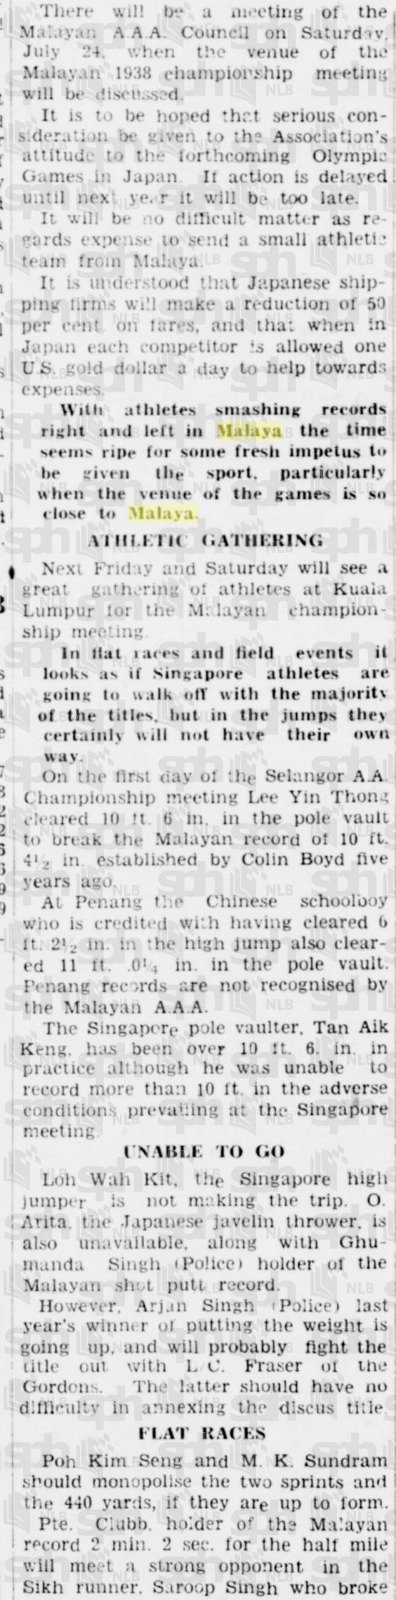 There will be a meeting of the
Malayan A.A.A. Council on Saturday,
July 24, when the venue of the
Malayan 1938 championship meeting
will be discussed.
It is to be hoped that serious con-
sideration be given to the Association's
attitude to the forthcoming Olympic
Games in Japan. If action is delayed
until next year it will be too late.
It will be no difficult matter as re-
gards expense to send a small athletic
team from Malaya.
It is understood that Japanese ship-
ping firms will make a reduction of 50
per cent on fares, and that when in
Japan each competitor is allowed one
U.S. gold dollar a day to help towards
expenses.
With athletes smashing records
right and left in Malaya the time
seems ripe for some fresh impetus to
be given the sport, particularly
when the venue of the games is so
close to Malaya.
ATHLETIC GATHERING
Next Friday and Saturday will see a
great gathering of athletes at Kuala
Lumpur for the Malayan champion-
ship meeting.
In flat races and field events it
looks as if Singapore athletes are
going to walk off with the majority
of the titles, but in the jumps they
certainly will not have their own
way.
On the first day of the Selangor A.A.
Championship meeting Lee Yin Thong
cleared 10 ft. 6 in. in the pole vault
to break the Malayan record of 10 ft.
4½ in. established by Colin Boyd five
years ago.
At Penang the Chinese schoolboy
who is credited with having cleared 6
ft. 2½ in. in the high jump also clear-
ed 11 ft. .0¼ in. in the pole vault.
Penang records are not recognised by
the Malayan A.A.A.
The Singapore pole vaulter, Tan Aik
Keng, has been over 10 ft. 6. in. in
practice although he was unable to
record more than 10 ft. in the adverse
conditions prevailing at the Singapore
meeting.
UNABLE TO GO
Loh Wah Kit, the Singapore high
jumper is not making the trip. O.
Arita, the Japanese javelin thrower, is
also unavailable, along with Ghu-
manda Singh (Police) holder of the
Malayan shot putt record.
However, Arjan Singh (Police) last
year's winner of putting the weight is
going up, and will probably fight the
title out with L.C. Fraser of the
Gordons. The latter should have no
difficulty in annexing the discus title.
FLAT RACES
Poh Kim Seng and M. K. Sundram
should monopolise the two sprints and
the 440 yards, if they are up to form.
Pte. Clubb, holder of the Malayan
record 2 min. 2 sec. for the half mile
will meet a strong opponent in the
Sikh runner, Saroop Singh who broke